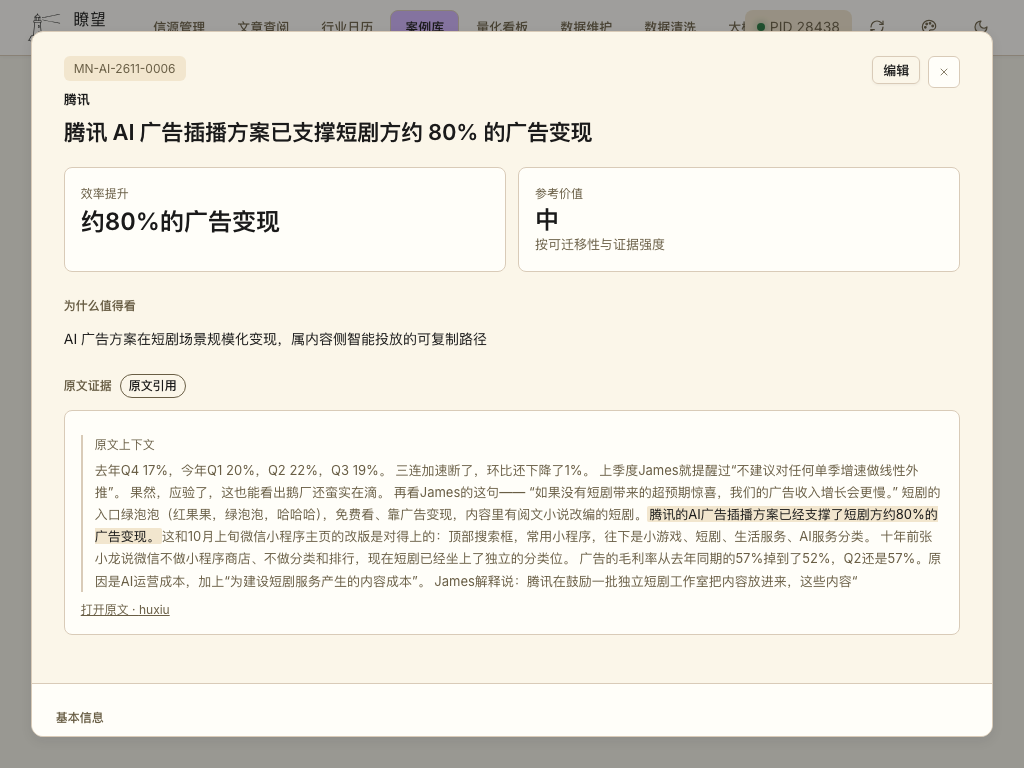 瞭望
信源管理 文章查阅 行业日历 案例库 量化看板 数据维护 数据清洗 PID 28438
MN-AI-2611-0006
编辑 ×
腾讯
腾讯 AI 广告插播方案已支撑短剧方约 80% 的广告变现
效率提升
约80%的广告变现
参考价值
中
按可迁移性与证据强度
为什么值得看
AI 广告方案在短剧场景规模化变现，属内容侧智能投放的可复制路径
原文证据 原文引用
原文上下文
去年Q4 17%，今年Q1 20%，Q2 22%，Q3 19%。 三连加速断了，环比还下降了1%。 上季度James就提醒过“不建议对任何单季增速做线性外
推”。 果然，应验了，这也能看出鹅厂还蛮实在滴。 再看James的这句—— “如果没有短剧带来的超预期惊喜，我们的广告收入增长会更慢。” 短剧的
入口绿泡泡（红果果，绿泡泡，哈哈哈），免费看、靠广告变现，内容里有阅文小说改编的短剧。 腾讯的AI广告插播方案已经支撑了短剧方约80%的
广告变现。 这和10月上旬微信小程序主页的改版是对得上的：顶部搜索框，常用小程序，往下是小游戏、短剧、生活服务、AI服务分类。 十年前张
小龙说微信不做小程序商店、不做分类和排行，现在短剧已经坐上了独立的分类位。 广告的毛利率从去年同期的57%掉到了52%，Q2还是57%。原
因是AI运营成本，加上“为建设短剧服务产生的内容成本”。 James解释说：腾讯在鼓励一批独立短剧工作室把内容放进来，这些内容“
打开原文 · huxiu
基本信息